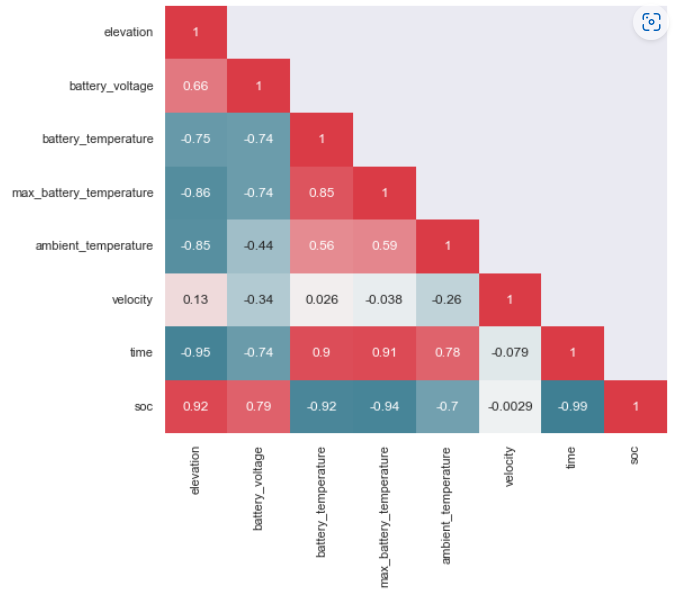 elevation 1
battery_voltage 0.66 1
battery_temperature -0.75 -0.74 1
max_battery_temperature -0.86 -0.74 0.85 1
ambient_temperature -0.85 -0.44 0.56 0.59 1
velocity 0.13 -0.34 0.026 -0.038 -0.26 1
time -0.95 -0.74 0.9 0.91 0.78 -0.079 1
soc 0.92 0.79 -0.92 -0.94 -0.7 -0.0029 -0.99 1
elevation
battery_voltage
battery_temperature
max_battery_temperature
ambient_temperature
velocity
time
soc